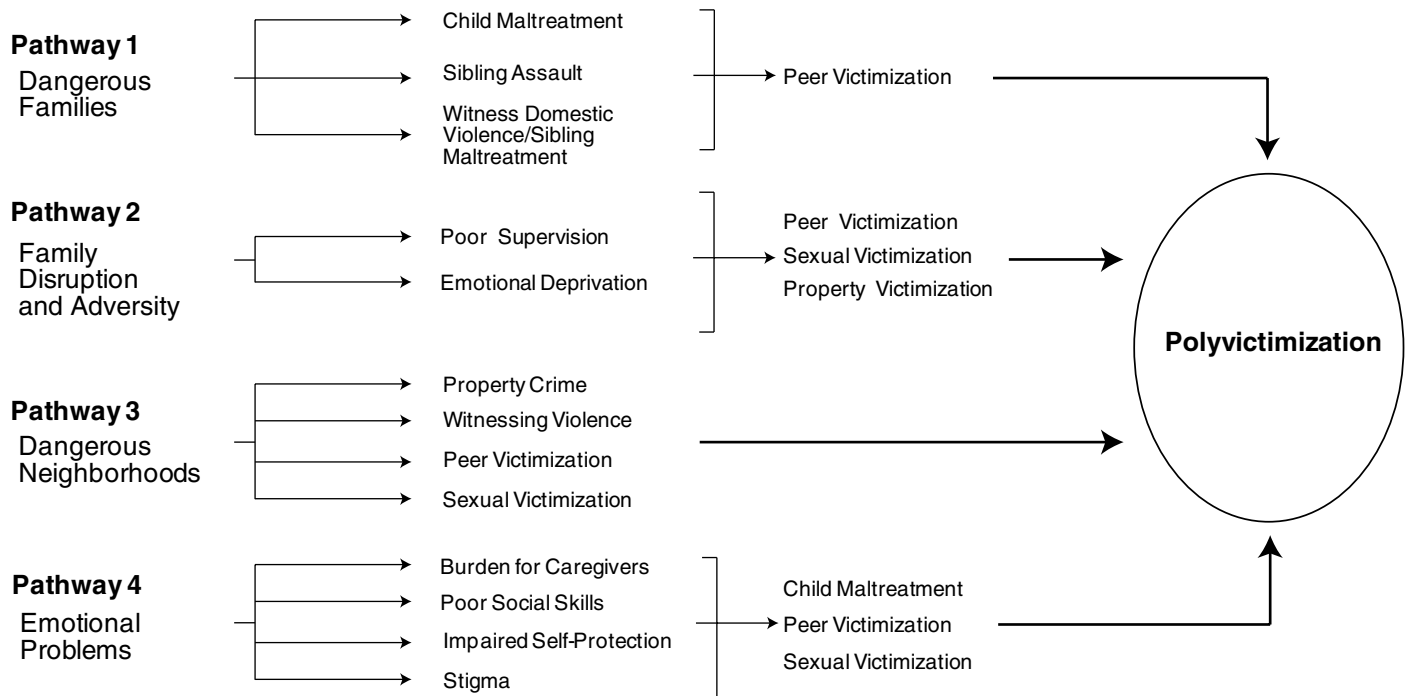 Pathway 1
Dangerous
Families
Child Maltreatment
Sibling Assault
Witness Domestic
Violence/Sibling
Maltreatment
Peer Victimization
Pathway 2
Family
Disruption
and Adversity
Poor Supervision
Emotional Deprivation
Peer Victimization
Sexual Victimization
Property Victimization
Pathway 3
Dangerous
Neighborhoods
Property Crime
Witnessing Violence
Peer Victimization
Sexual Victimization
Pathway 4
Emotional
Problems
Burden for Caregivers
Poor Social Skills
Impaired Self-Protection
Stigma
Child Maltreatment
Peer Victimization
Sexual Victimization
Polyvictimization